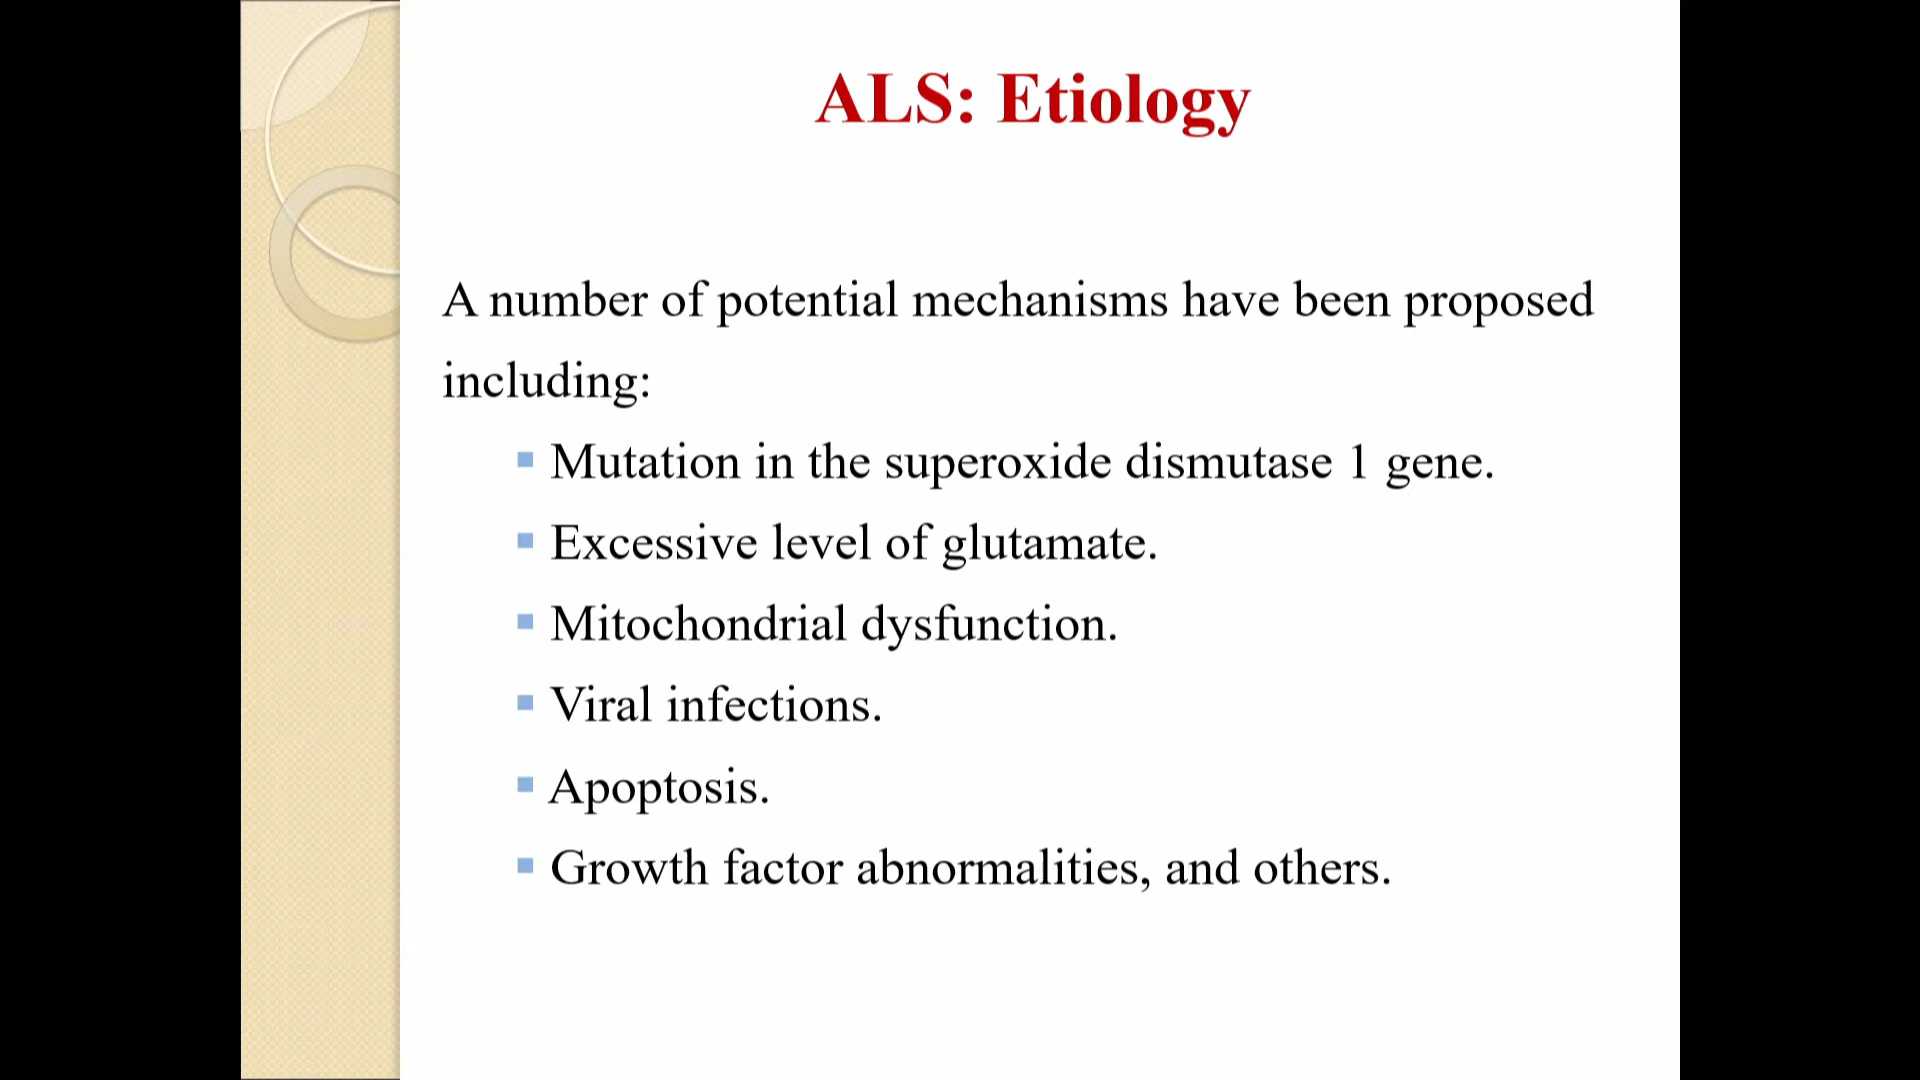 ALS: Etiology
A number of potential mechanisms have been proposed
including:
▪ Mutation in the superoxide dismutase 1 gene.
▪ Excessive level of glutamate.
▪ Mitochondrial dysfunction.
▪ Viral infections.
▪ Apoptosis.
▪ Growth factor abnormalities, and others.